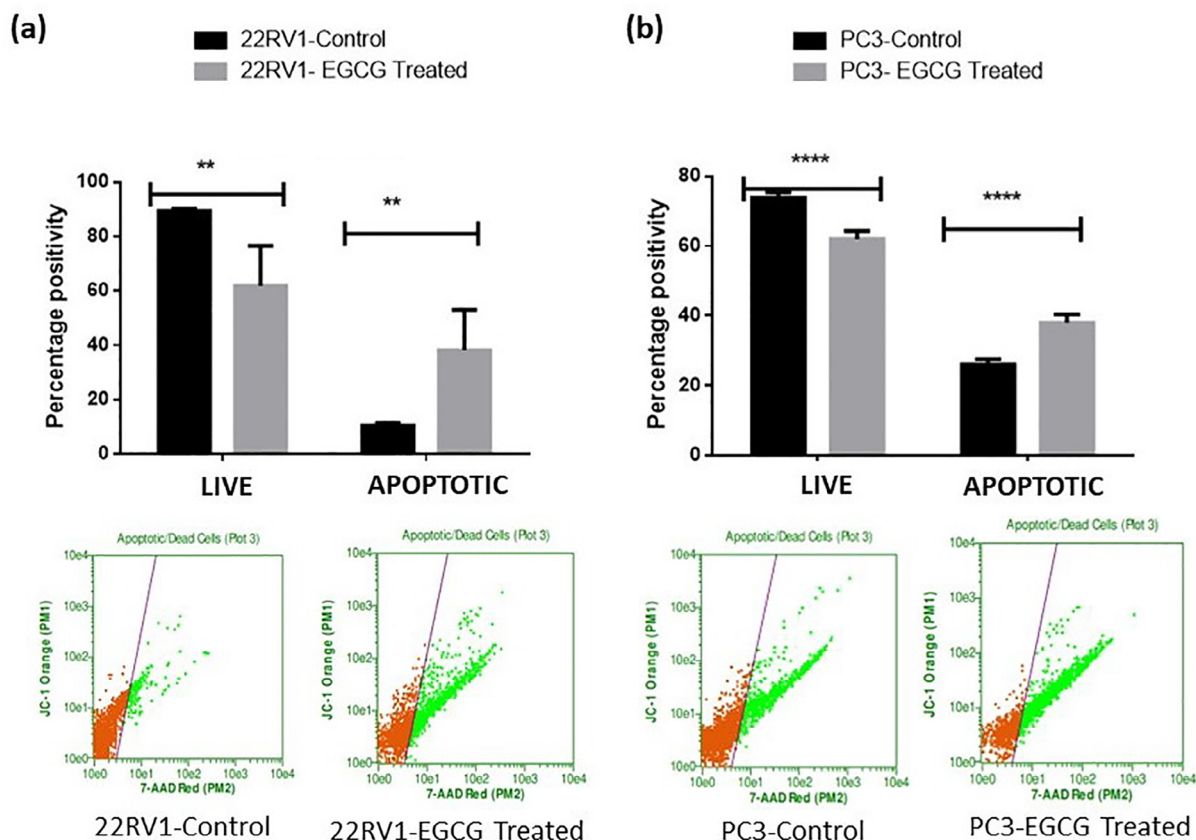 (a)
22RV1-Control
22RV1- EGCG Treated
Percentage positivity
100
80
60
40
20
0
**
**
LIVE
APOPTOTIC
(b)
PC3-Control
PC3- EGCG Treated
Percentage positivity
80
60
40
20
0
****
****
LIVE
APOPTOTIC
Apoptotic/Dead Cells (Plot 3)
JC-1 Orange (PM1)
10e4
10e3
10e2
10e1
10e0
10e0 10e1 10e2 10e3 10e4
7-AAD Red (PM2)
22RV1-Control
Apoptotic/Dead Cells (Plot 3)
JC-1 Orange (PM1)
10e4
10e3
10e2
10e1
10e0
10e0 10e1 10e2 10e3 10e4
7-AAD Red (PM2)
22RV1-EGCG Treated
Apoptotic/Dead Cells (Plot 3)
JC-1 Orange (PM1)
10e4
10e3
10e2
10e1
10e0
10e0 10e1 10e2 10e3 10e4
7-AAD Red (PM2)
PC3-Control
Apoptotic/Dead Cells (Plot 3)
JC-1 Orange (PM1)
10e4
10e3
10e2
10e1
10e0
10e0 10e1 10e2 10e3 10e4
7-AAD Red (PM2)
PC3-EGCG Treated